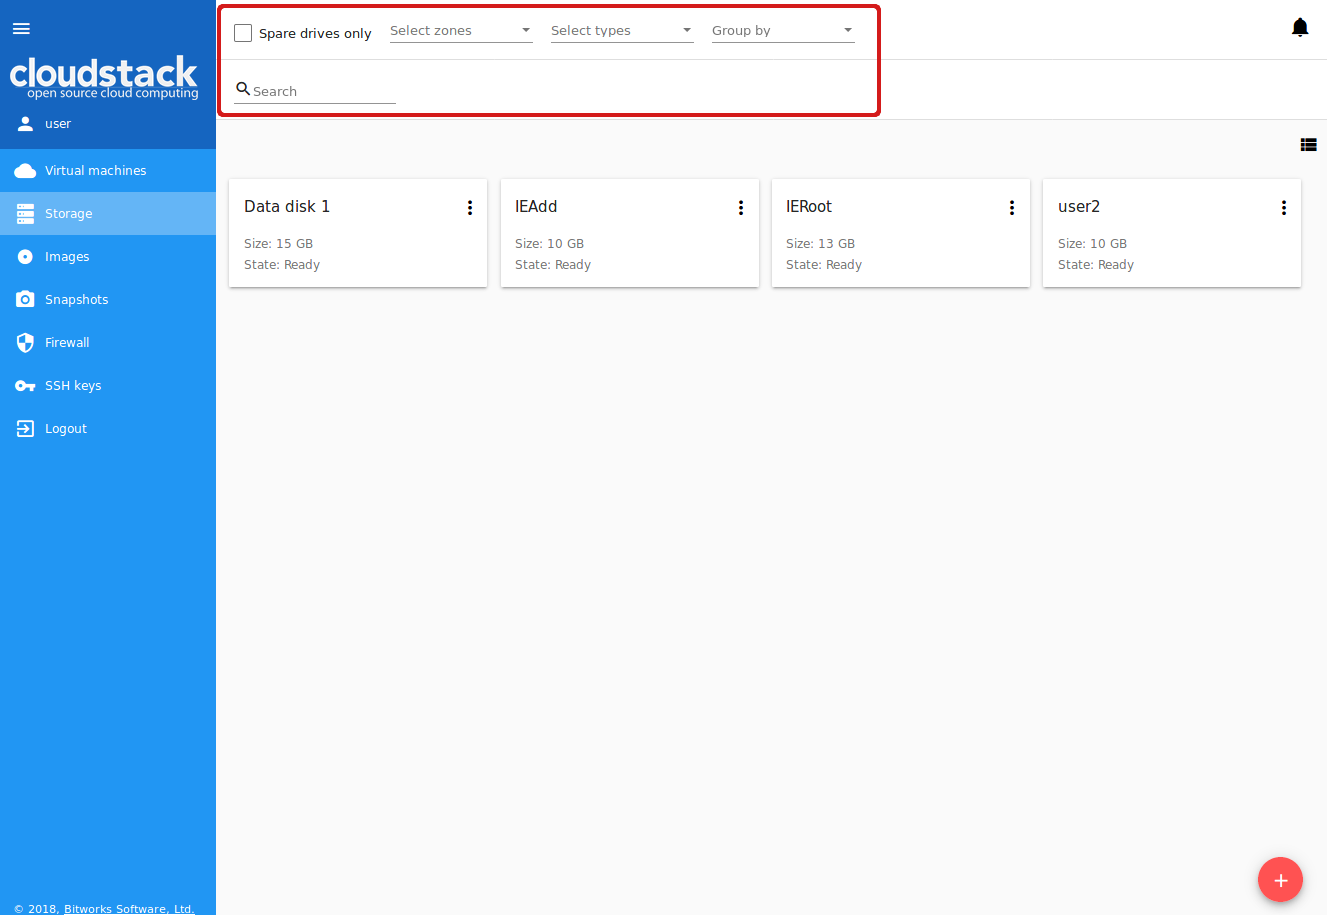 Spare drives only
Select zones
Select types
Group by
Search
cloudstack
open source cloud computing
user
Virtual machines
Storage
Images
Snapshots
Firewall
SSH keys
Logout
Data disk 1
Size: 15 GB
State: Ready
IEAdd
Size: 10 GB
State: Ready
IERoot
Size: 13 GB
State: Ready
user2
Size: 10 GB
State: Ready
© 2018, Bitworks Software, Ltd.